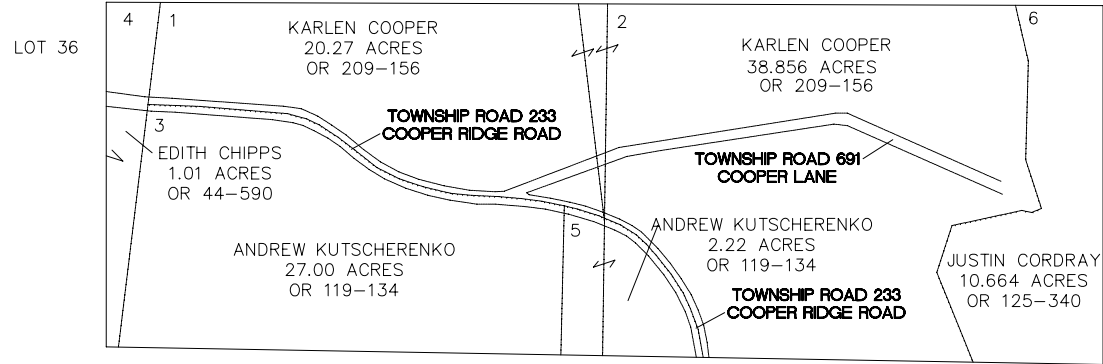 4
1
2
6
LOT 36
KARLEN COOPER
20.27 ACRES
OR 209-156
KARLEN COOPER
38.856 ACRES
OR 209-156
TOWNSHIP ROAD 233
COOPER RIDGE ROAD
3
EDITH CHIPPS
1.01 ACRES
OR 44-590
TOWNSHIP ROAD 691
COOPER LANE
ANDREW KUTSCHERENKO
27.00 ACRES
OR 119-134
5
ANDREW KUTSCHERENKO
2.22 ACRES
OR 119-134
JUSTIN CORDRAY
10.664 ACRES
OR 125-340
TOWNSHIP ROAD 233
COOPER RIDGE ROAD